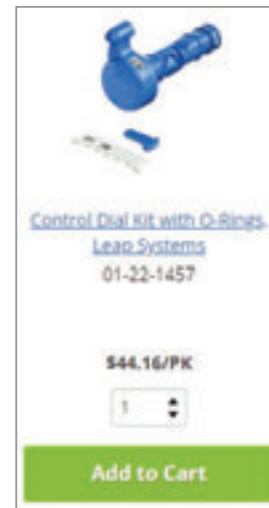 Control Dial Kit with O-Rings,
Leap Systems
01-22-1457
$44.16/PK
1
Add to Cart